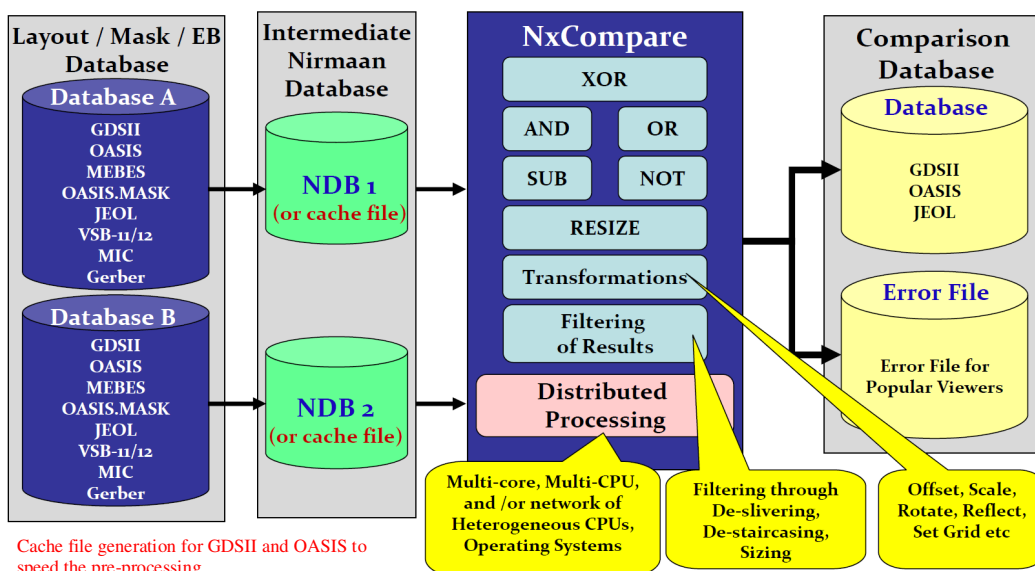 Layout / Mask / EB
Database
Database A
GDSII
OASIS
MEBES
OASIS.MASK
JEOL
VSB-11/12
MIC
Gerber
Database B
GDSII
OASIS
MEBES
OASIS.MASK
JEOL
VSB-11/12
MIC
Gerber
Intermediate
Nirmaan
Database
NDB 1
(or cache file)
NDB 2
(or cache file)
NxCompare
XOR
AND
OR
SUB
NOT
RESIZE
Transformations
Filtering
of Results
Distributed
Processing
Comparison
Database
Database
GDSII
OASIS
JEOL
Error File
Error File for
Popular Viewers
Multi-core, Multi-CPU,
and /or network of
Heterogeneous CPUs,
Operating Systems
Filtering through
De-slivering,
De-staircasing,
Sizing
Offset, Scale,
Rotate, Reflect,
Set Grid etc
Cache file generation for GDSII and OASIS to
speed the pre-processing